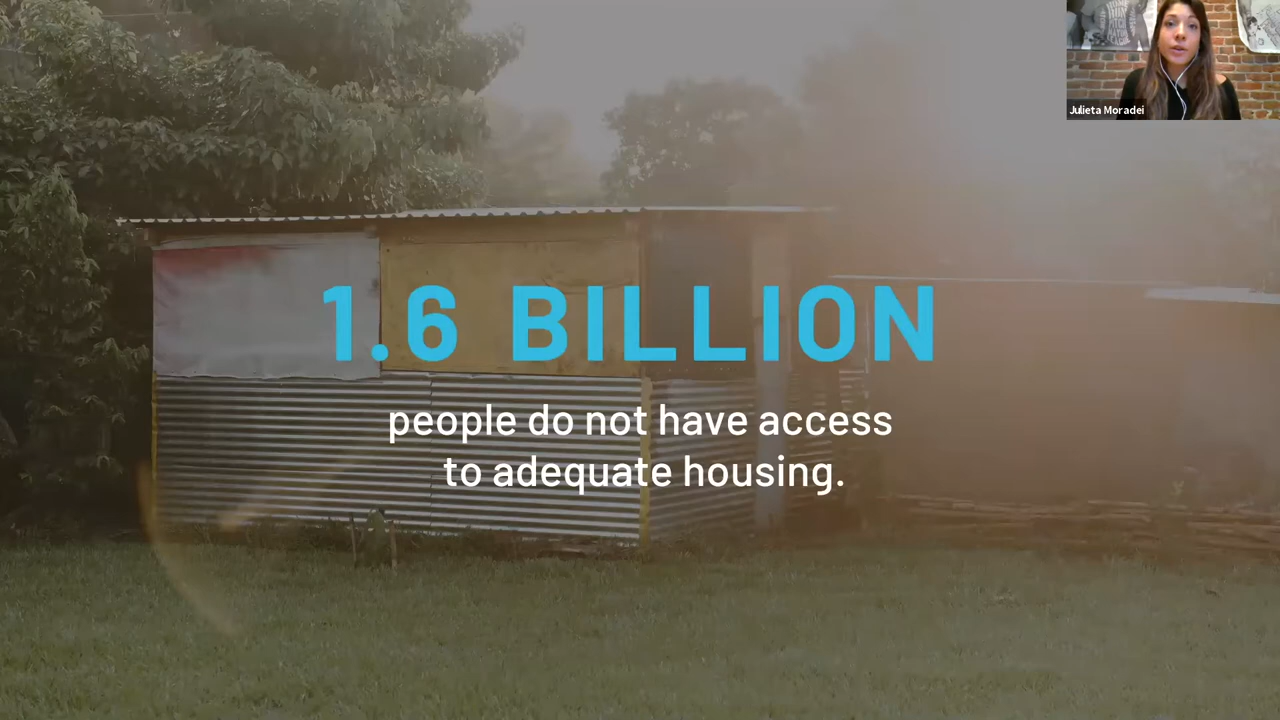 Julieta Moradei
1.6 BILLION
people do not have access
to adequate housing.